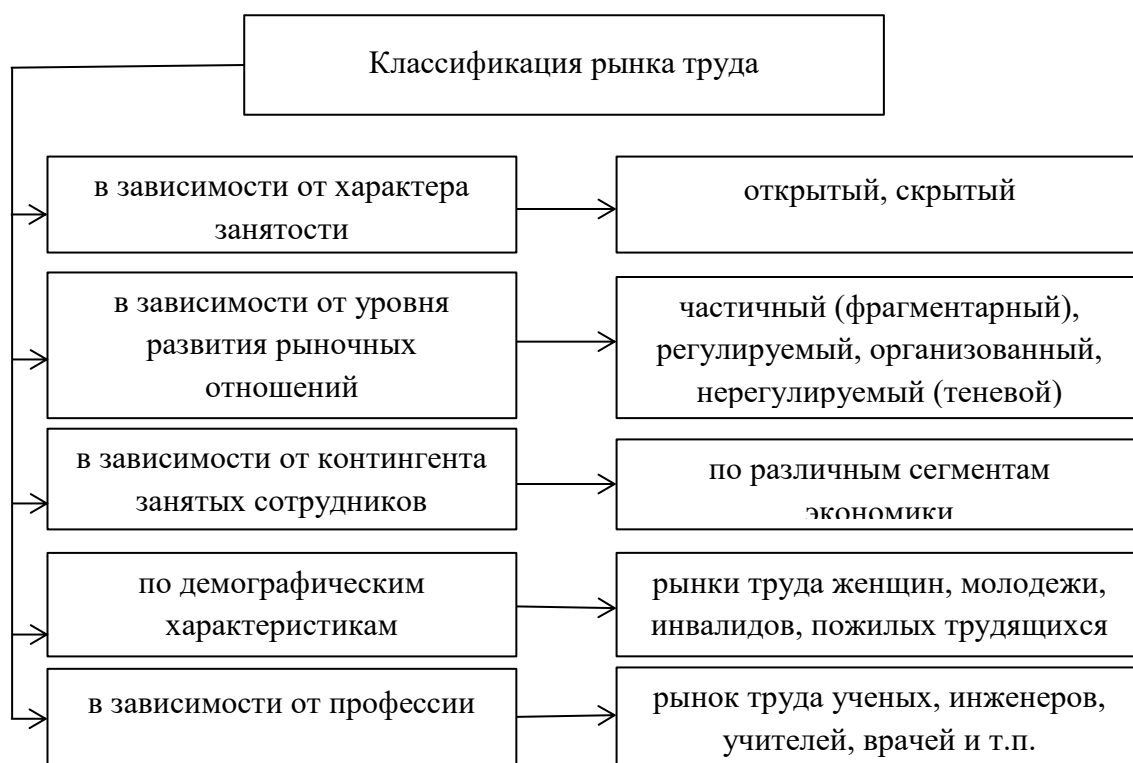 Классификация рынка труда
в зависимости от характера
занятости
открытый, скрытый
в зависимости от уровня
развития рыночных
отношений
частичный (фрагментарный),
регулируемый, организованный,
нерегулируемый (теневой)
в зависимости от контингента
занятых сотрудников
по различным сегментам
экономики
по демографическим
характеристикам
рынки труда женщин, молодежи,
инвалидов, пожилых трудящихся
в зависимости от профессии
рынок труда ученых, инженеров,
учителей, врачей и т.п.